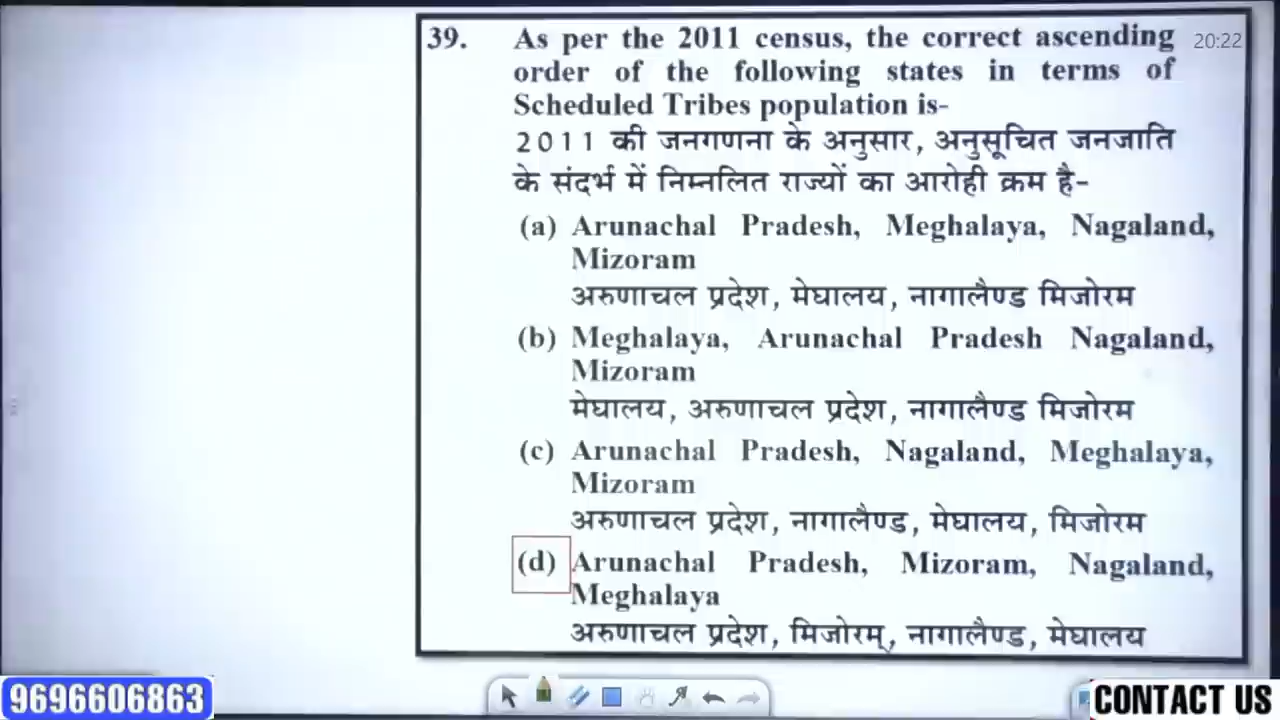 39. As per the 2011 census, the correct ascending 20:22
order of the following states in terms of
Scheduled Tribes population is-
2011 की जनगणना के अनुसार, अनुसूचित जनजाति
के संदर्भ में निम्नलित राज्यों का आरोही क्रम है-
(a) Arunachal Pradesh, Meghalaya, Nagaland,
Mizoram
अरुणाचल प्रदेश, मेघालय, नागालैण्ड मिजोरम
(b) Meghalaya, Arunachal Pradesh Nagaland,
Mizoram
मेघालय, अरुणाचल प्रदेश, नागालैण्ड मिजोरम
(c) Arunachal Pradesh, Nagaland, Meghalaya,
Mizoram
अरुणाचल प्रदेश, नागालैण्ड, मेघालय, मिजोरम
(d) Arunachal Pradesh, Mizoram, Nagaland,
Meghalaya
अरुणाचल प्रदेश, मिजोरम्, नागालैण्ड, मेघालय
9696606863
CONTACT US